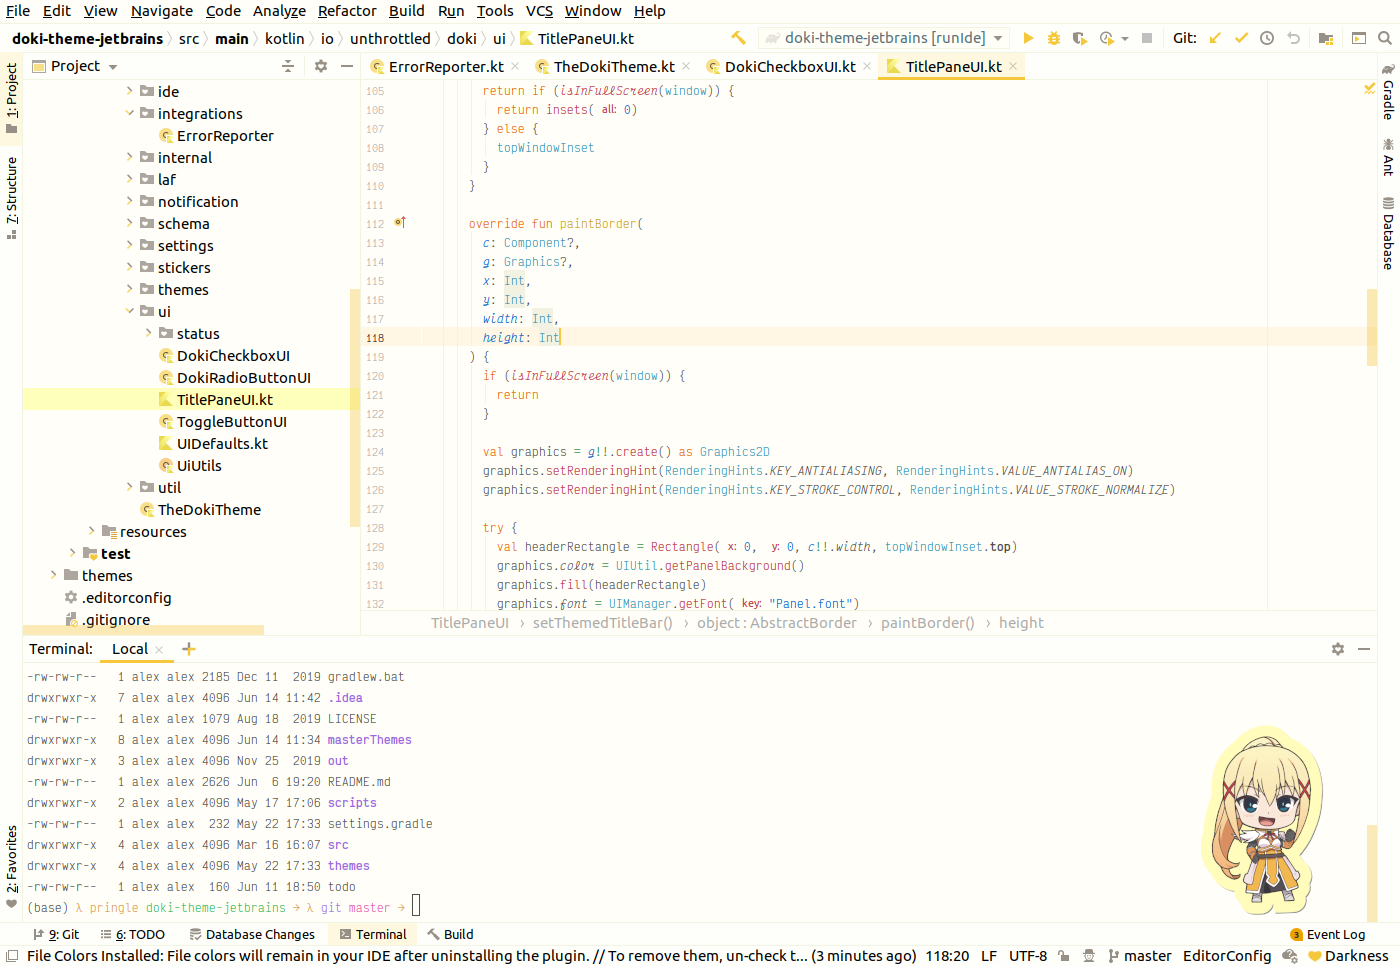 File Edit View Navigate Code Analyze Refactor Build Run Tools VCS Window Help
doki-theme-jetbrains src main kotlin io unthrottled doki ui TitlePaneUI.kt doki-theme-jetbrains [runIde] Git:
1: Project
7: Structure
2: Favorites
Project
ide
integrations
ErrorReporter
internal
laf
notification
schema
settings
stickers
themes
ui
status
DokiCheckboxUI
DokiRadioButtonUI
TitlePaneUI.kt
ToggleButtonUI
UIDefaults.kt
UiUtils
util
TheDokiTheme
resources
test
themes
.editorconfig
.gitignore
ErrorReporter.kt TheDokiTheme.kt DokiCheckboxUI.kt TitlePaneUI.kt
105 return if (isInFullScreen(window)) {
106 return insets( all: 0)
107 } else {
108 topWindowInset
109 }
110 }
111
112 override fun paintBorder(
113 c: Component?,
114 g: Graphics?,
115 x: Int,
116 y: Int,
117 width: Int,
118 height: Int
119 ) {
120 if (isInFullScreen(window)) {
121 return
122 }
123
124 val graphics = g!!.create() as Graphics2D
125 graphics.setRenderingHint(RenderingHints.KEY_ANTIALIASING, RenderingHints.VALUE_ANTIALIAS_ON)
126 graphics.setRenderingHint(RenderingHints.KEY_STROKE_CONTROL, RenderingHints.VALUE_STROKE_NORMALIZE)
127
128 try {
129 val headerRectangle = Rectangle( x: 0, y: 0, c!!.width, topWindowInset.top)
130 graphics.color = UIUtil.getPanelBackground()
131 graphics.fill(headerRectangle)
132 graphics.font = UIManager.getFont( key: "Panel.font")
TitlePaneUI setThemedTitleBar() object : AbstractBorder paintBorder() height
Gradle
Ant
Database
Terminal: Local
-rw-rw-r-- 1 alex alex 2185 Dec 11 2019 gradlew.bat
drwxrwxr-x 7 alex alex 4096 Jun 14 11:42 .idea
-rw-rw-r-- 1 alex alex 1079 Aug 18 2019 LICENSE
drwxrwxr-x 8 alex alex 4096 Jun 14 11:34 masterThemes
drwxrwxr-x 3 alex alex 4096 Nov 25 2019 out
-rw-rw-r-- 1 alex alex 2626 Jun 6 19:20 README.md
drwxrwxr-x 2 alex alex 4096 May 17 17:06 scripts
-rw-rw-r-- 1 alex alex 232 May 22 17:33 settings.gradle
drwxrwxr-x 4 alex alex 4096 Mar 16 16:07 src
drwxrwxr-x 4 alex alex 4096 May 22 17:33 themes
-rw-rw-r-- 1 alex alex 160 Jun 11 18:50 todo
(base) λ pringle doki-theme-jetbrains → λ git master →
9: Git 6: TODO Database Changes Terminal Build 3 Event Log
File Colors Installed: File colors will remain in your IDE after uninstalling the plugin. // To remove them, un-check t... (3 minutes ago) 118:20 LF UTF-8 master EditorConfig Darkness